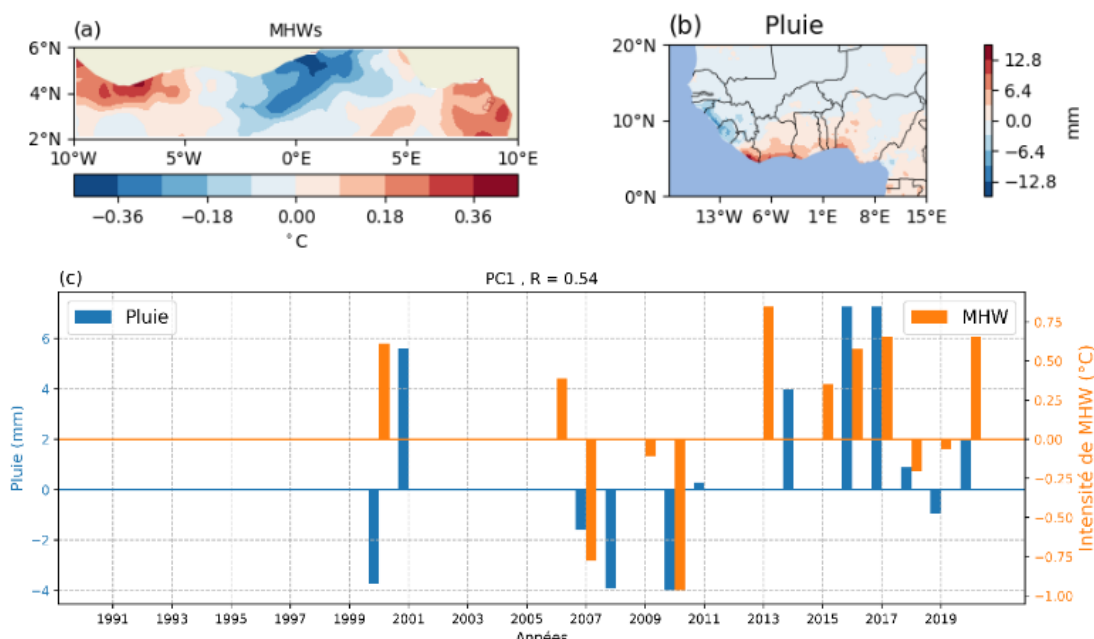 (a) MHWs
6°N
4°N
2°N
10°W 5°W 0°E 5°E 10°E
−0.36 −0.18 0.00 0.18 0.36
°C
(b) Pluie
20°N
10°N
0°N
13°W 6°W 1°E 8°E 15°E
12.8
6.4
0.0
−6.4
−12.8
mm
(c) PC1 , R = 0.54
Pluie
MHW
6
4
2
0
−2
−4
Pluie (mm)
0.75
0.50
0.25
0.00
−0.25
−0.50
−0.75
−1.00
Intensité de MHW (°C)
1991 1993 1995 1997 1999 2001 2003 2005 2007 2009 2011 2013 2015 2017 2019
Années